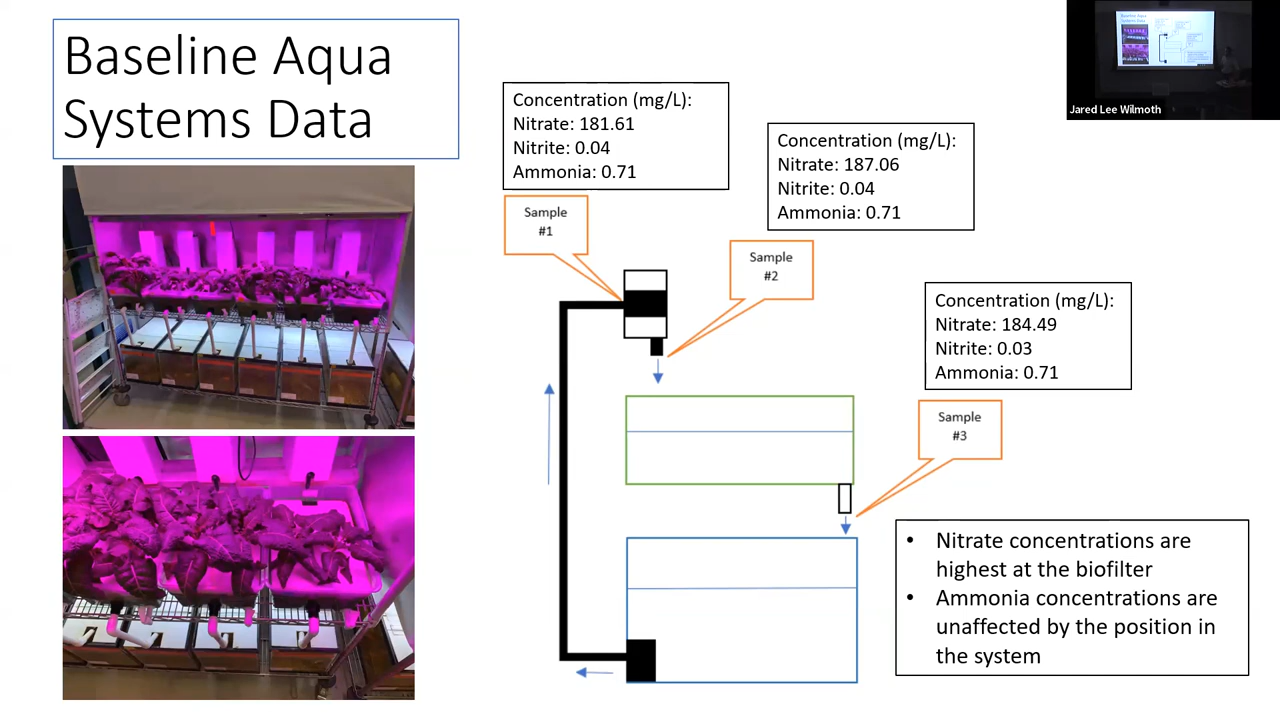 Baseline Aqua
Systems Data
Concentration (mg/L):
Nitrate: 181.61
Nitrite: 0.04
Ammonia: 0.71
Sample
#1
Concentration (mg/L):
Nitrate: 187.06
Nitrite: 0.04
Ammonia: 0.71
Sample
#2
Concentration (mg/L):
Nitrate: 184.49
Nitrite: 0.03
Ammonia: 0.71
Sample
#3
• Nitrate concentrations are
highest at the biofilter
• Ammonia concentrations are
unaffected by the position in
the system
Jared Lee Wilmoth